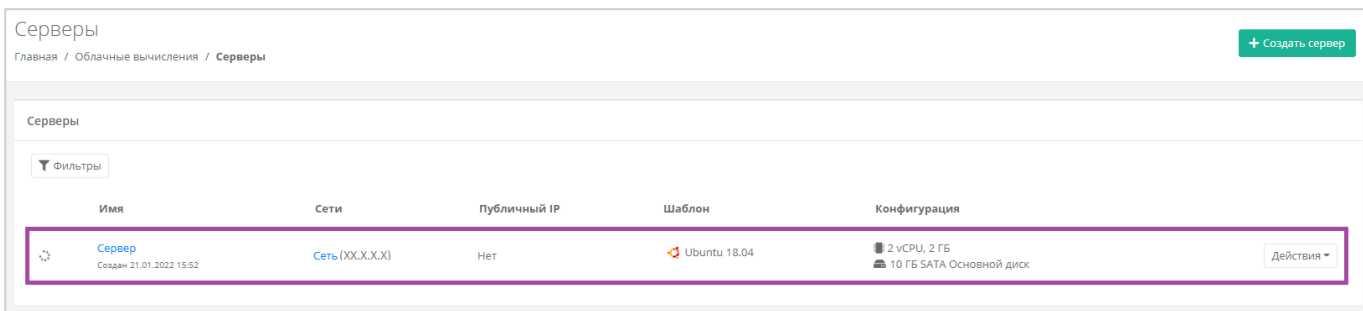 Серверы
Главная / Облачные вычисления / Серверы
+ Создать сервер
Серверы
Фильтры
Имя Сети Публичный IP Шаблон Конфигурация
Сервер Сеть (XX.X.X.X) Нет Ubuntu 18.04 2 vCPU, 2 ГБ Действия
Создан 21.01.2022 15:52 10 ГБ SATA Основной диск